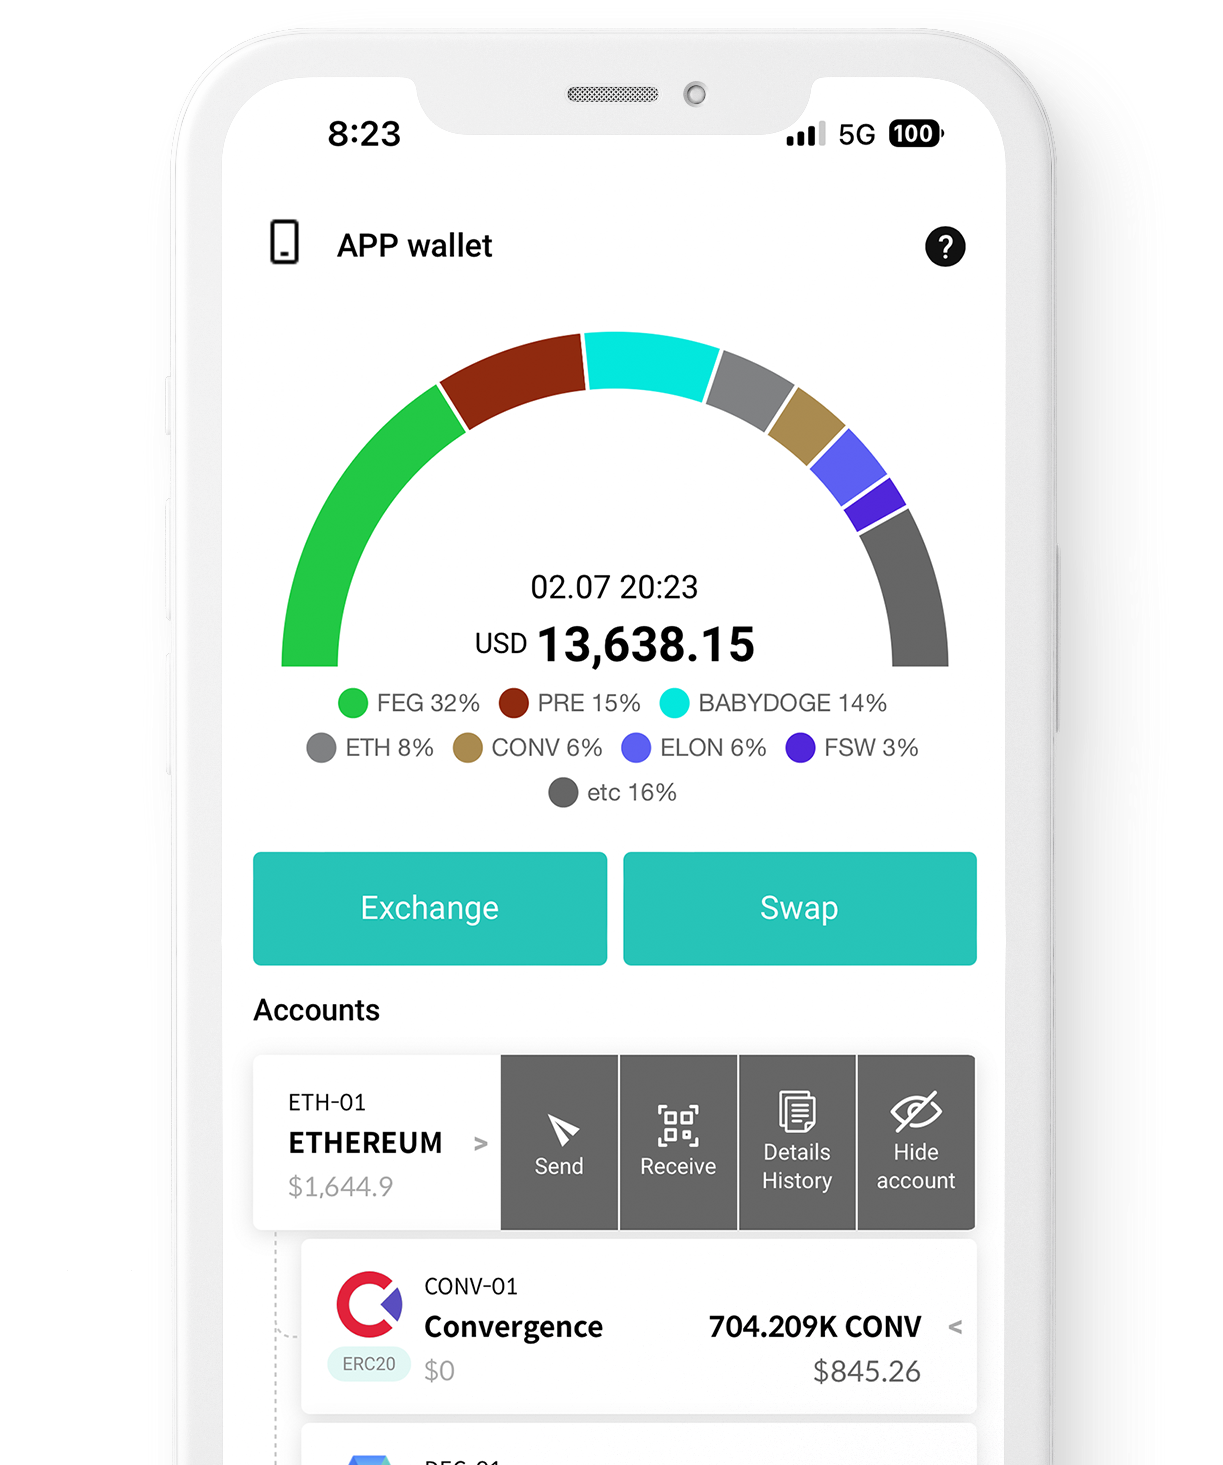 8:23
5G 100
APP wallet
?
02.07 20:23
USD 13,638.15
FEG 32% PRE 15% BABYDOGE 14%
ETH 8% CONV 6% ELON 6% FSW 3%
etc 16%
Exchange Swap
Accounts
ETH-01
ETHEREUM >
$1,644.9
Send
Receive
Details
History
Hide
account
CONV-01
Convergence 704.209K CONV <
ERC20 $0 $845.26